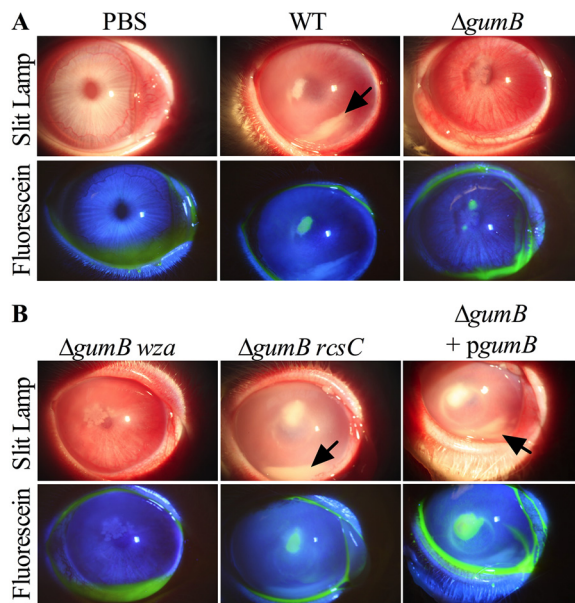 A
PBS WT ΔgumB
Slit Lamp
Fluorescein
B
ΔgumB wza ΔgumB rcsC ΔgumB
+ pgumB
Slit Lamp
Fluorescein